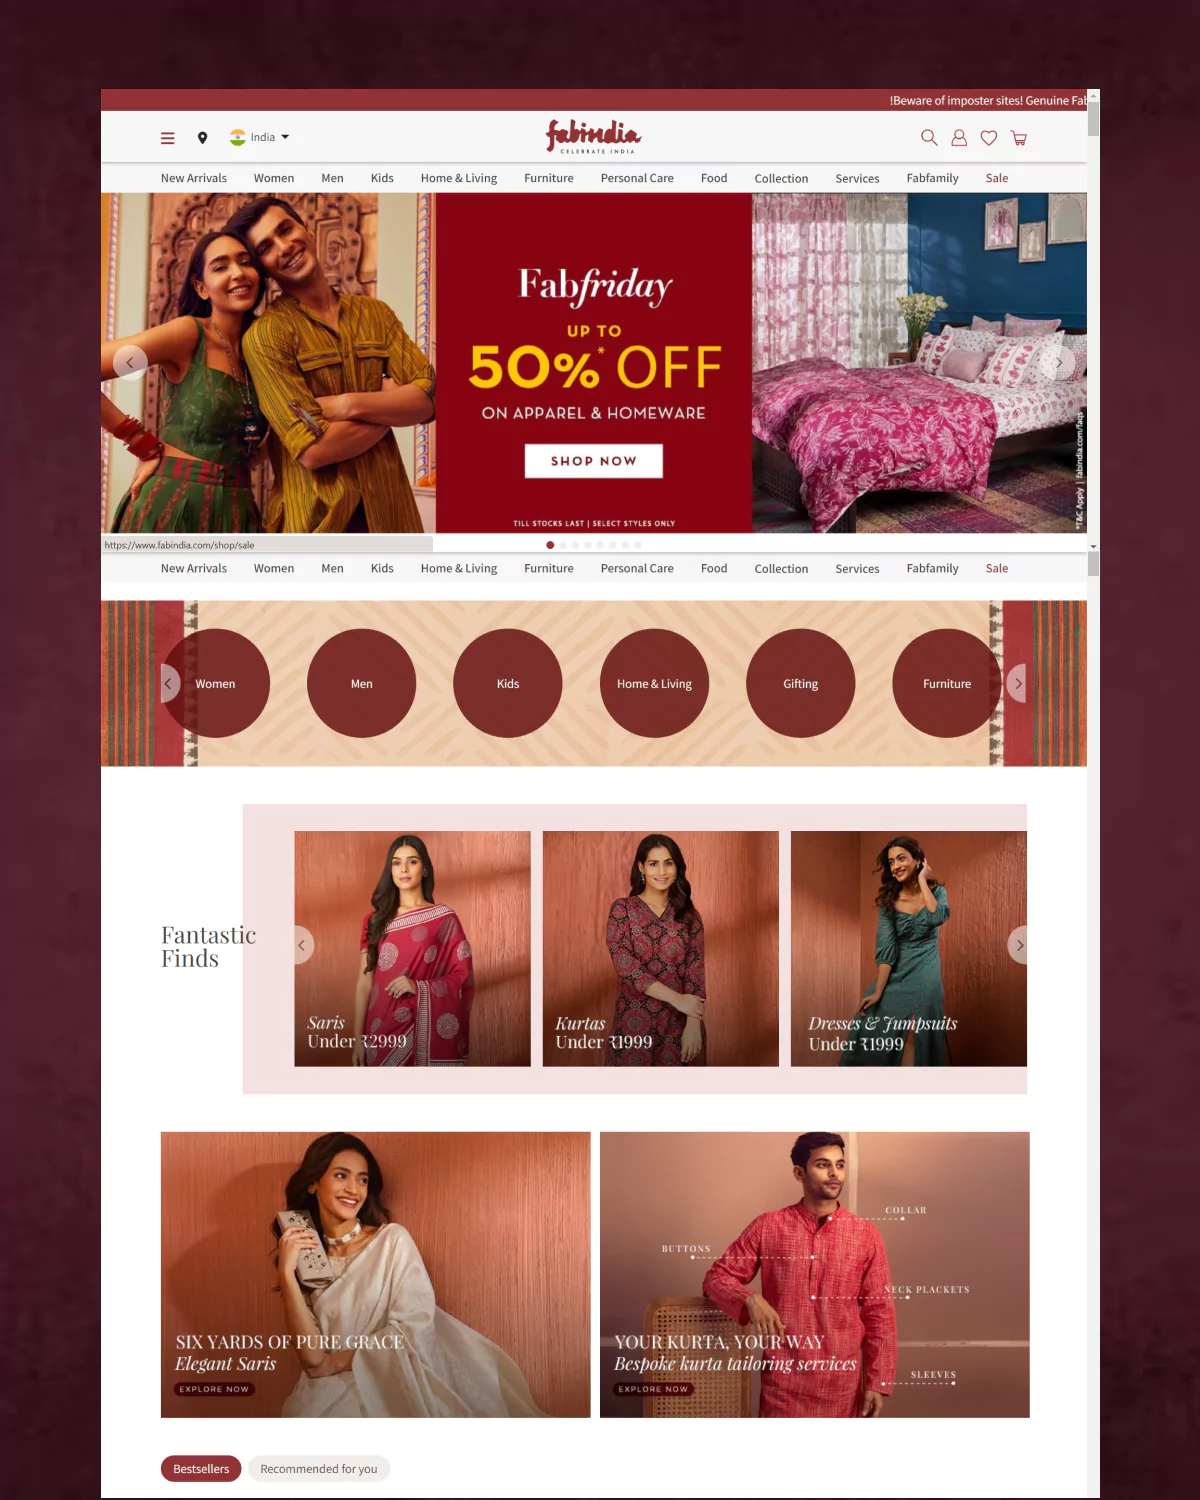 !Beware of imposter sites! Genuine Fab
India
fabindia
CELEBRATE INDIA
New Arrivals Women Men Kids Home & Living Furniture Personal Care Food Collection Services Fabfamily Sale
Fabfriday
UP TO
50%* OFF
ON APPAREL & HOMEWARE
SHOP NOW
TILL STOCKS LAST | SELECT STYLES ONLY
*T&C Apply | fabindia.com/faqs
https://www.fabindia.com/shop/sale
New Arrivals Women Men Kids Home & Living Furniture Personal Care Food Collection Services Fabfamily Sale
Women Men Kids Home & Living Gifting Furniture
Fantastic
Finds
Saris
Under ₹2999
Kurtas
Under ₹1999
Dresses & Jumpsuits
Under ₹1999
SIX YARDS OF PURE GRACE
Elegant Saris
EXPLORE NOW
COLLAR
BUTTONS
NECK PLACKETS
YOUR KURTA, YOUR WAY
Bespoke kurta tailoring services
SLEEVES
EXPLORE NOW
Bestsellers Recommended for you